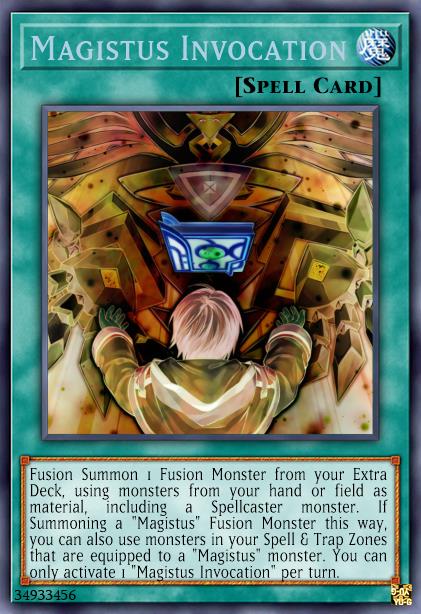 Magistus Invocation 魔
[Spell Card]
Fusion Summon 1 Fusion Monster from your Extra
Deck, using monsters from your hand or field as
material, including a Spellcaster monster. If
Summoning a "Magistus" Fusion Monster this way,
you can also use monsters in your Spell & Trap Zones
that are equipped to a "Magistus" monster. You can
only activate 1 "Magistus Invocation" per turn.
34933456